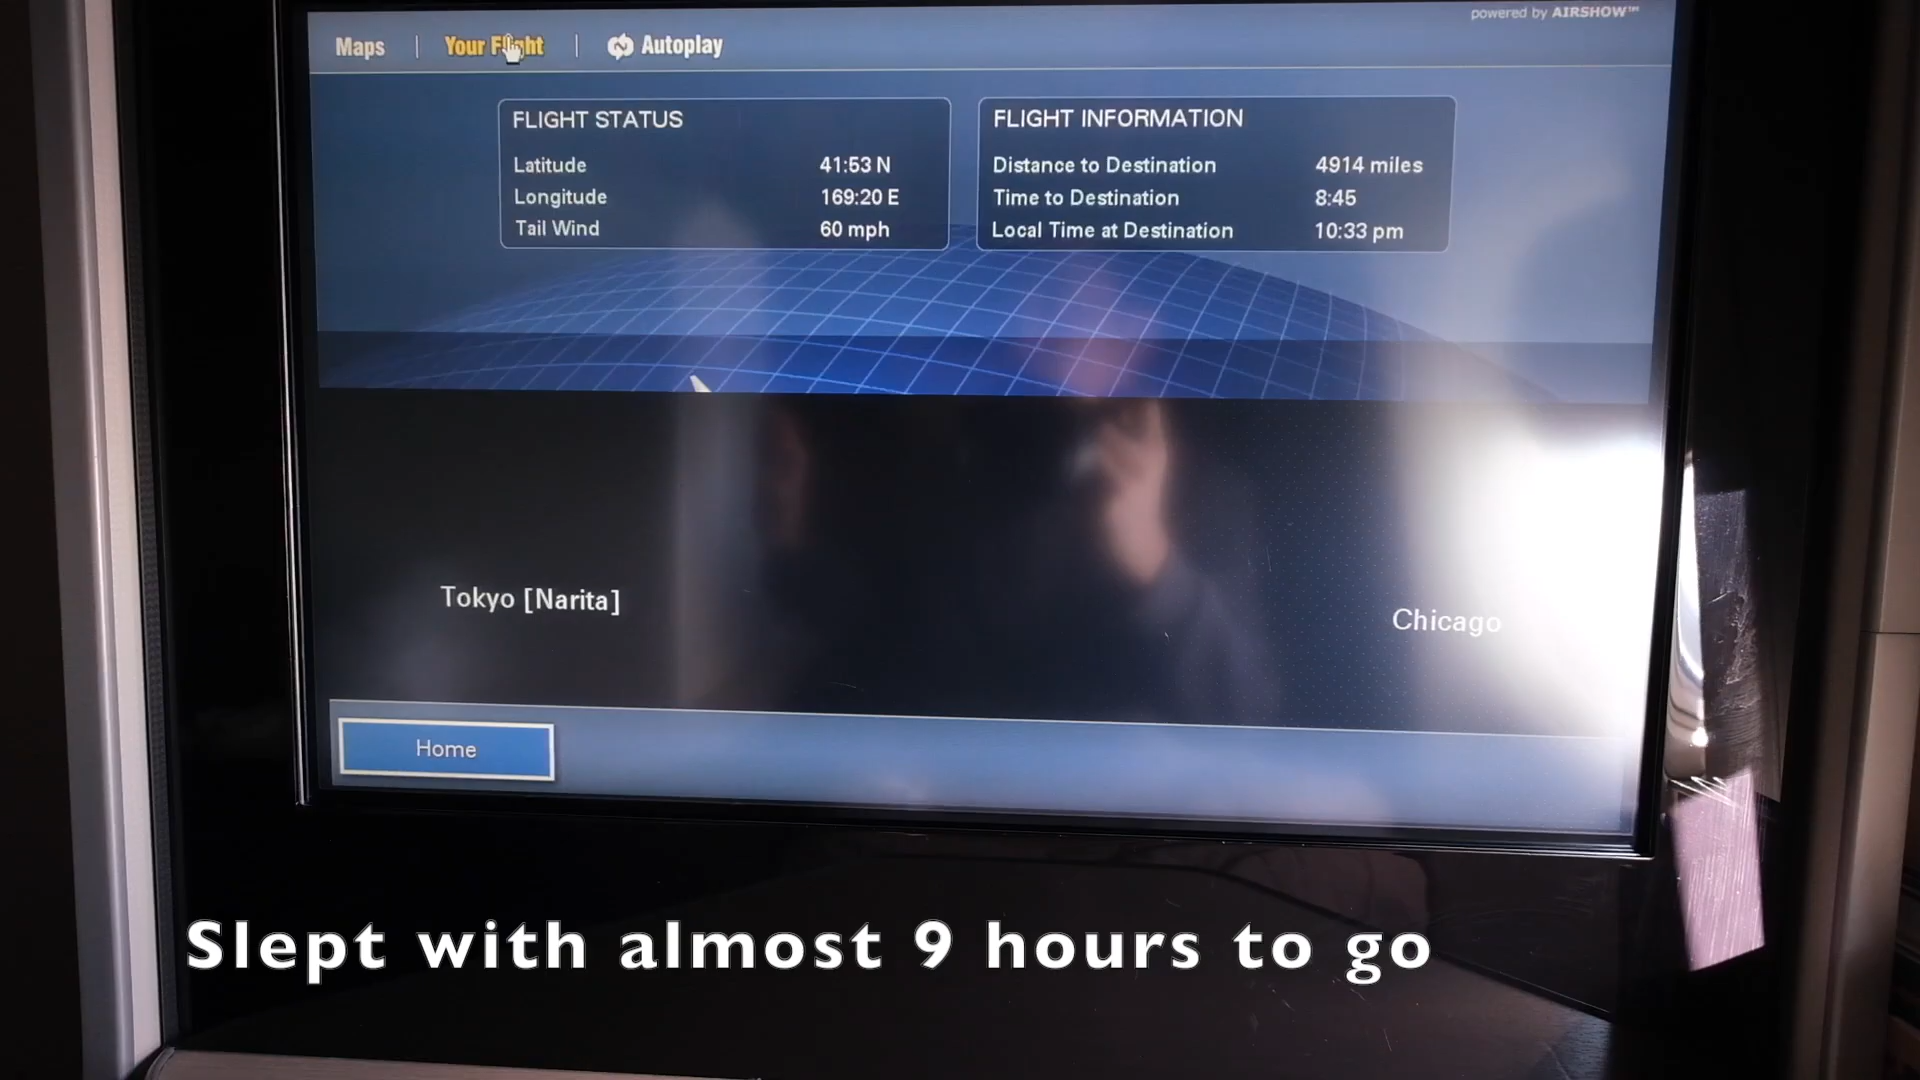 powered by AIRSHOW™
Maps | Your Flight | Autoplay
FLIGHT STATUS
Latitude 41:53 N
Longitude 169:20 E
Tail Wind 60 mph
FLIGHT INFORMATION
Distance to Destination 4914 miles
Time to Destination 8:45
Local Time at Destination 10:33 pm
Tokyo [Narita]
Chicago
Home
Slept with almost 9 hours to go